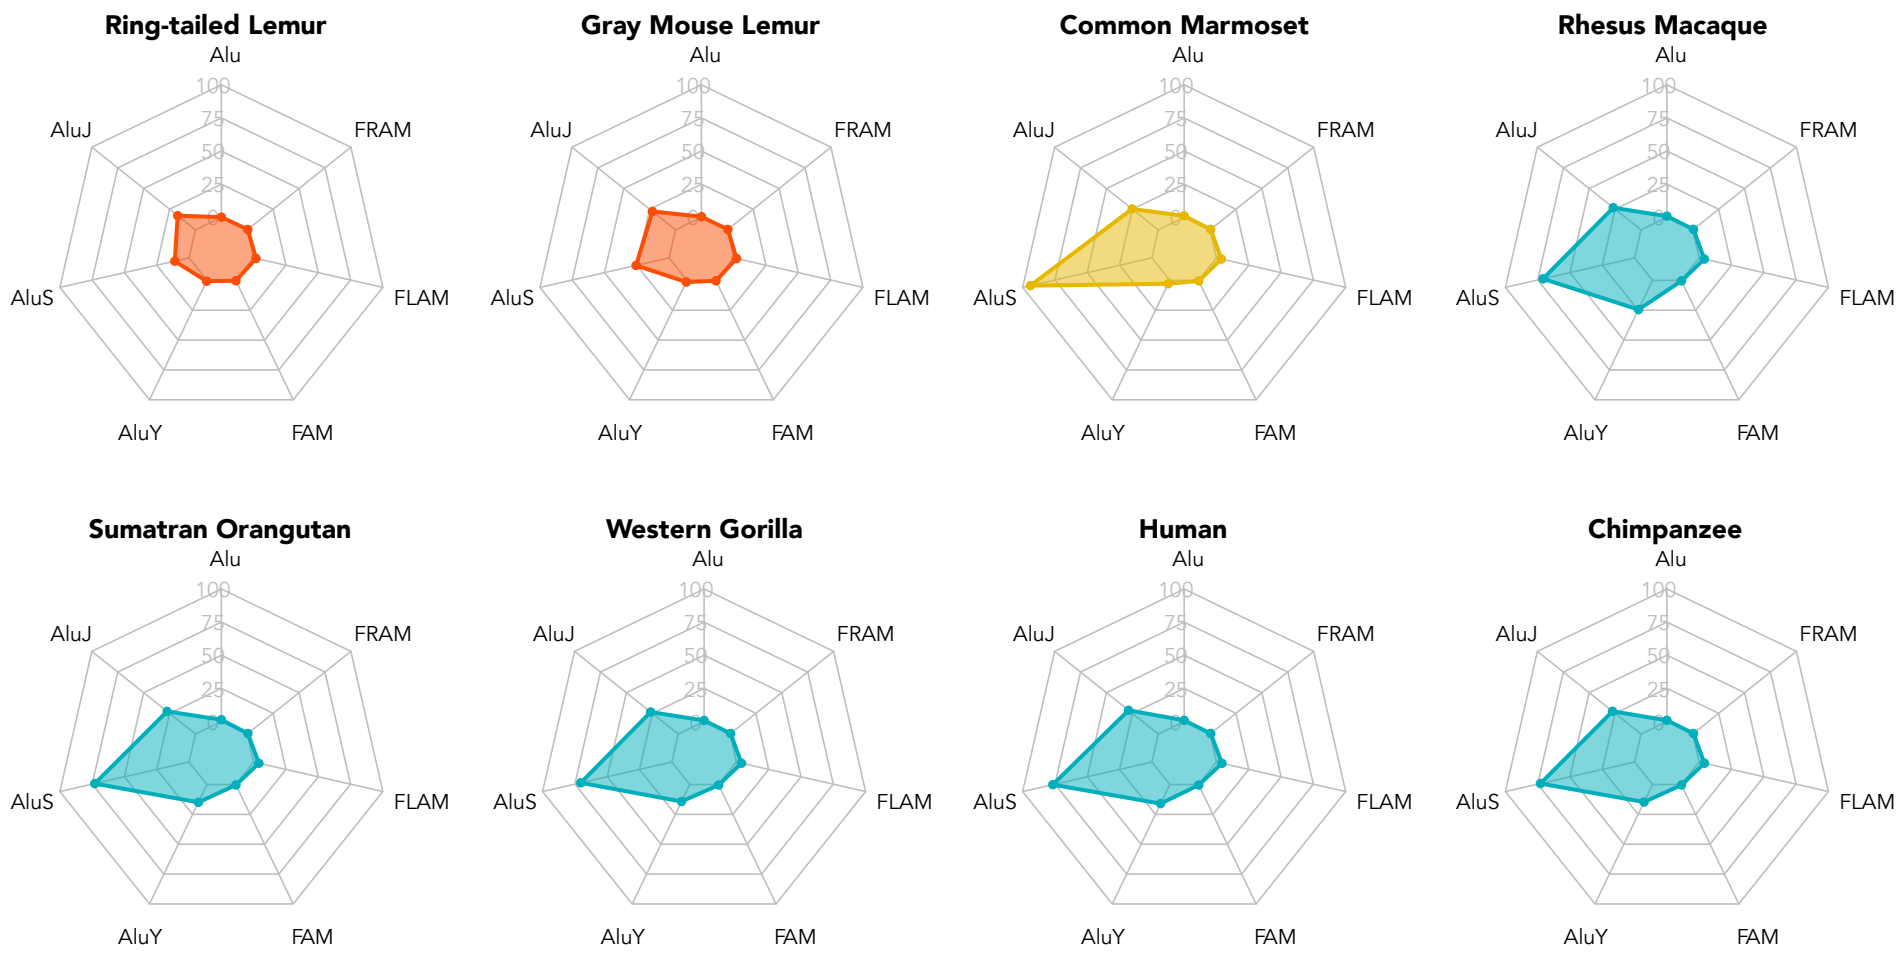 Ring-tailed Lemur
Alu
100
75
50
25
0
AluJ
FRAM
AluS
FLAM
AluY
FAM
Gray Mouse Lemur
Alu
100
75
50
25
0
AluJ
FRAM
AluS
FLAM
AluY
FAM
Common Marmoset
Alu
100
75
50
25
0
AluJ
FRAM
AluS
FLAM
AluY
FAM
Rhesus Macaque
Alu
100
75
50
25
0
AluJ
FRAM
AluS
FLAM
AluY
FAM
Sumatran Orangutan
Alu
100
75
50
25
0
AluJ
FRAM
AluS
FLAM
AluY
FAM
Western Gorilla
Alu
100
75
50
25
0
AluJ
FRAM
AluS
FLAM
AluY
FAM
Human
Alu
100
75
50
25
0
AluJ
FRAM
AluS
FLAM
AluY
FAM
Chimpanzee
Alu
100
75
50
25
0
AluJ
FRAM
AluS
FLAM
AluY
FAM